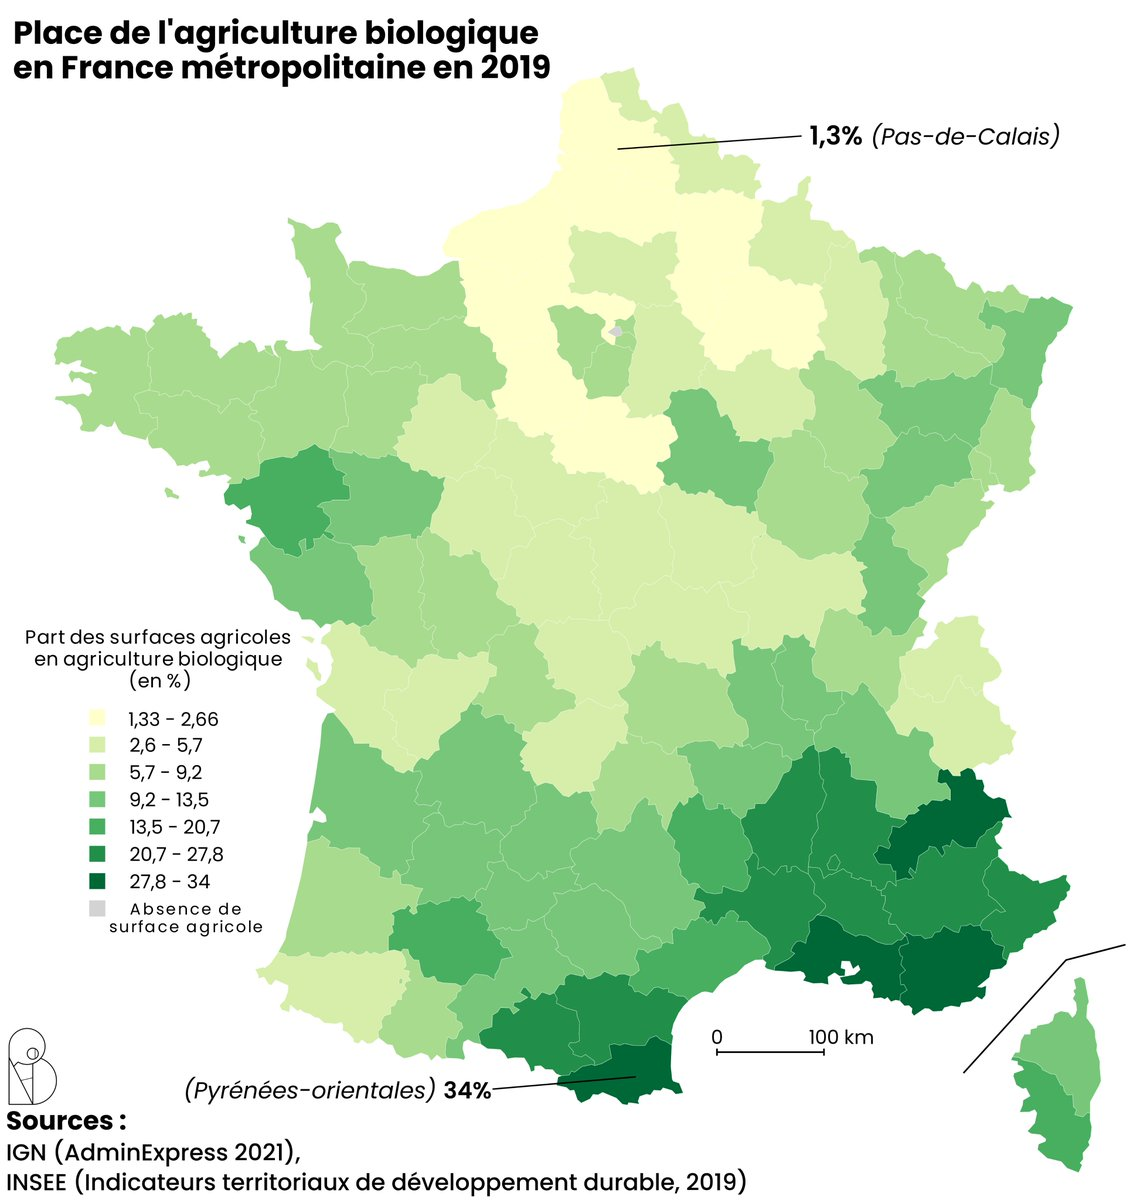 Place de l'agriculture biologique
en France métropolitaine en 2019
1,3% (Pas-de-Calais)
Part des surfaces agricoles
en agriculture biologique
(en %)
1,33 - 2,66
2,6 - 5,7
5,7 - 9,2
9,2 - 13,5
13,5 - 20,7
20,7 - 27,8
27,8 - 34
Absence de
surface agricole
0 100 km
(Pyrénées-orientales) 34%
Sources :
IGN (AdminExpress 2021),
INSEE (Indicateurs territoriaux de développement durable, 2019)